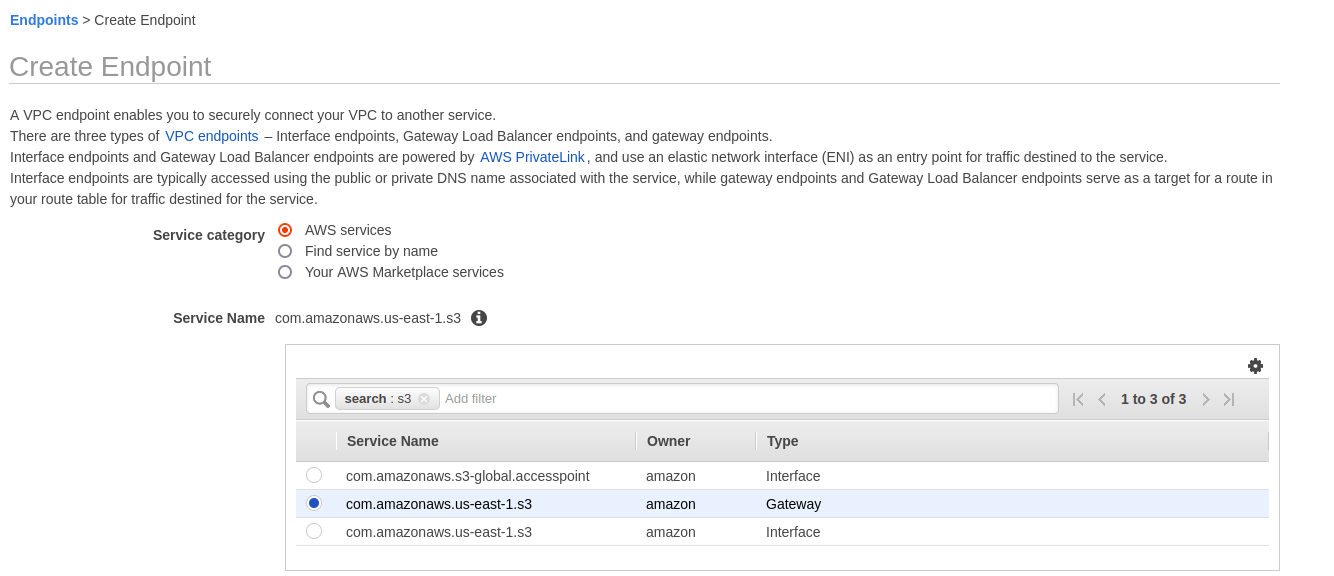 Endpoints > Create Endpoint
Create Endpoint
A VPC endpoint enables you to securely connect your VPC to another service.
There are three types of VPC endpoints – Interface endpoints, Gateway Load Balancer endpoints, and gateway endpoints.
Interface endpoints and Gateway Load Balancer endpoints are powered by AWS PrivateLink, and use an elastic network interface (ENI) as an entry point for traffic destined to the service.
Interface endpoints are typically accessed using the public or private DNS name associated with the service, while gateway endpoints and Gateway Load Balancer endpoints serve as a target for a route in
your route table for traffic destined for the service.
Service category AWS services
Find service by name
Your AWS Marketplace services
Service Name com.amazonaws.us-east-1.s3
search : s3 Add filter 1 to 3 of 3
Service Name Owner Type
com.amazonaws.s3-global.accesspoint amazon Interface
com.amazonaws.us-east-1.s3 amazon Gateway
com.amazonaws.us-east-1.s3 amazon Interface